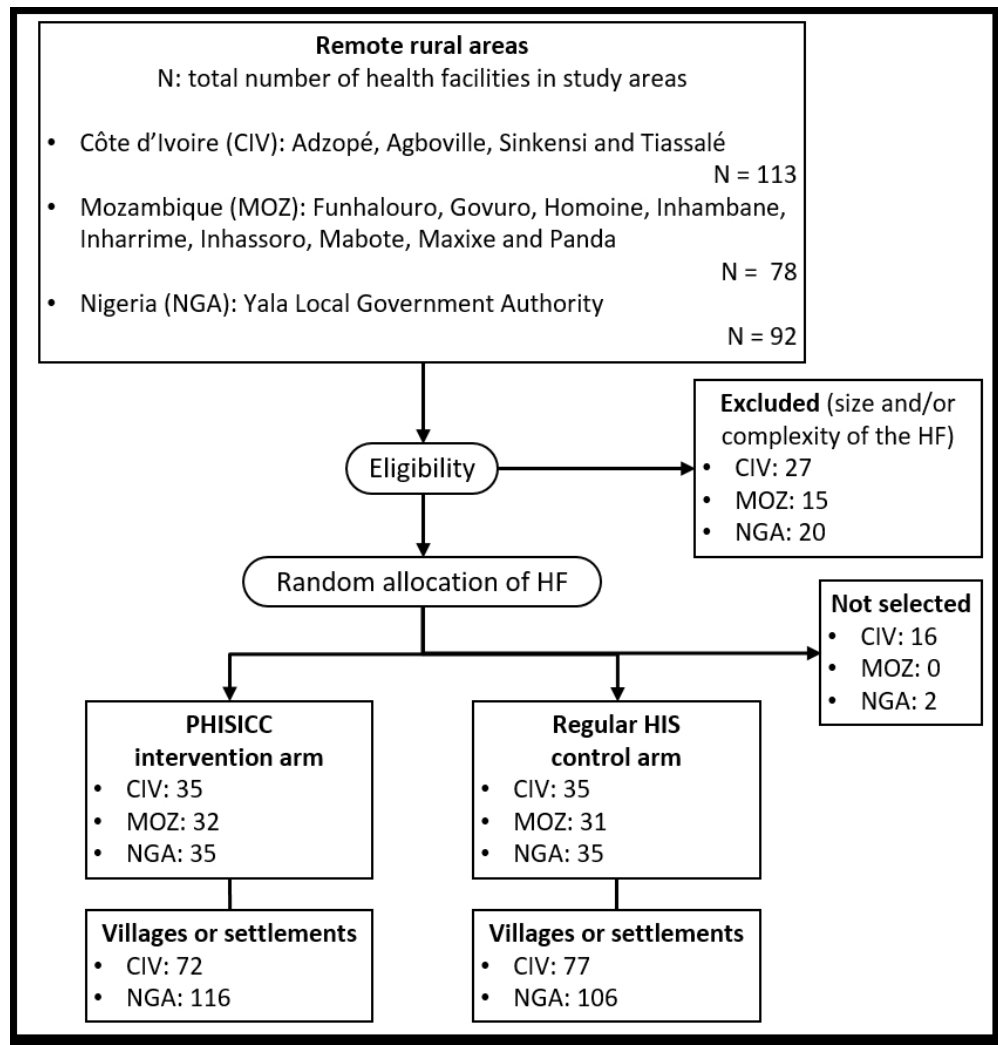 Remote rural areas
N: total number of health facilities in study areas
• Côte d'Ivoire (CIV): Adzopé, Agboville, Sinkensi and Tiassalé
N = 113
• Mozambique (MOZ): Funhalouro, Govuro, Homoine, Inhambane,
Inharrime, Inhassoro, Mabote, Maxixe and Panda
N = 78
• Nigeria (NGA): Yala Local Government Authority
N = 92
Excluded (size and/or
complexity of the HF)
• CIV: 27
• MOZ: 15
• NGA: 20
Eligibility
Random allocation of HF
Not selected
• CIV: 16
• MOZ: 0
• NGA: 2
PHISICC
intervention arm
• CIV: 35
• MOZ: 32
• NGA: 35
Regular HIS
control arm
• CIV: 35
• MOZ: 31
• NGA: 35
Villages or settlements
• CIV: 72
• NGA: 116
Villages or settlements
• CIV: 77
• NGA: 106